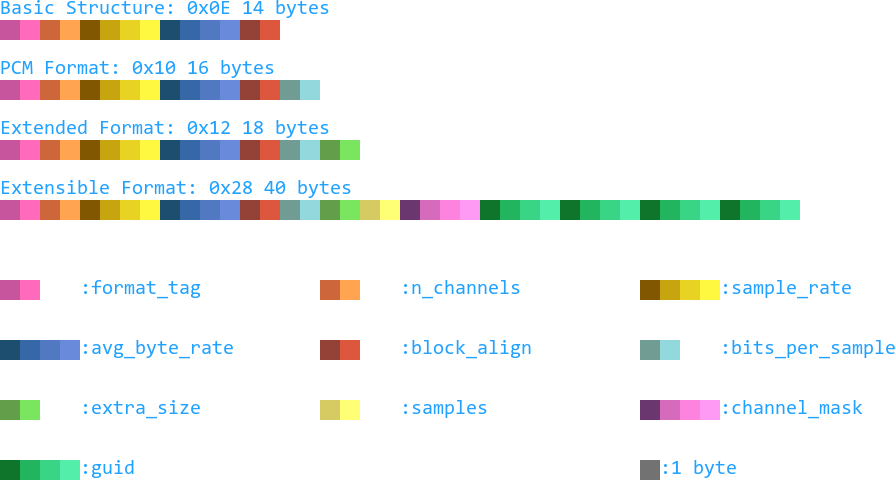 Basic Structure: 0x0E 14 bytes
PCM Format: 0x10 16 bytes
Extended Format: 0x12 18 bytes
Extensible Format: 0x28 40 bytes
:format_tag :n_channels :sample_rate
:avg_byte_rate :block_align :bits_per_sample
:extra_size :samples :channel_mask
:guid :1 byte